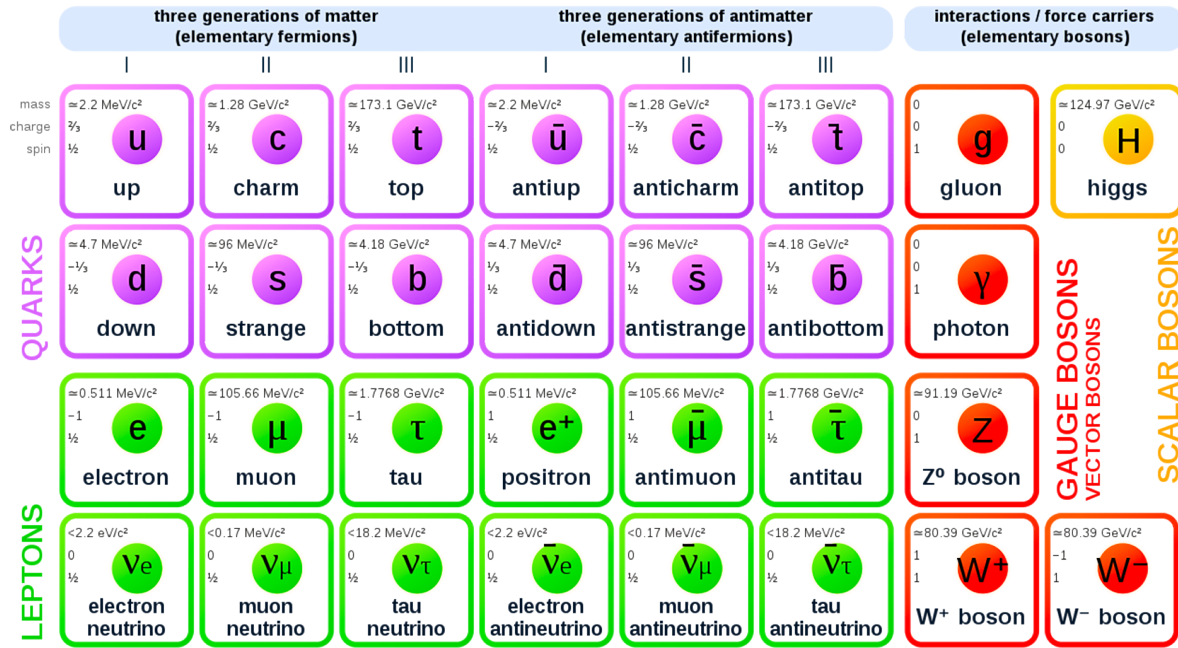 three generations of matter
(elementary fermions)
three generations of antimatter
(elementary antifermions)
interactions / force carriers
(elementary bosons)
I II III I II III
mass
charge
spin
≃2.2 MeV/c²
⅔
½
u
up
≃1.28 GeV/c²
⅔
½
c
charm
≃173.1 GeV/c²
⅔
½
t
top
≃2.2 MeV/c²
−⅔
½
ū
antiup
≃1.28 GeV/c²
−⅔
½
c̄
anticharm
≃173.1 GeV/c²
−⅔
½
t̄
antitop
0
0
1
g
gluon
≃124.97 GeV/c²
0
0
H
higgs
QUARKS
≃4.7 MeV/c²
−⅓
½
d
down
≃96 MeV/c²
−⅓
½
s
strange
≃4.18 GeV/c²
−⅓
½
b
bottom
≃4.7 MeV/c²
⅓
½
d̄
antidown
≃96 MeV/c²
⅓
½
s̄
antistrange
≃4.18 GeV/c²
⅓
½
b̄
antibottom
0
0
1
γ
photon
GAUGE BOSONS
VECTOR BOSONS
SCALAR BOSONS
LEPTONS
≃0.511 MeV/c²
−1
½
e
electron
≃105.66 MeV/c²
−1
½
μ
muon
≃1.7768 GeV/c²
−1
½
τ
tau
≃0.511 MeV/c²
1
½
e⁺
positron
≃105.66 MeV/c²
1
½
μ̄
antimuon
≃1.7768 GeV/c²
1
½
τ̄
antitau
≃91.19 GeV/c²
0
1
Z
Z⁰ boson
<2.2 eV/c²
0
½
νe
electron
neutrino
<0.17 MeV/c²
0
½
νμ
muon
neutrino
<18.2 MeV/c²
0
½
ντ
tau
neutrino
<2.2 eV/c²
0
½
ν̄e
electron
antineutrino
<0.17 MeV/c²
0
½
ν̄μ
muon
antineutrino
<18.2 MeV/c²
0
½
ν̄τ
tau
antineutrino
≃80.39 GeV/c²
1
1
W⁺
W⁺ boson
≃80.39 GeV/c²
−1
1
W⁻
W⁻ boson